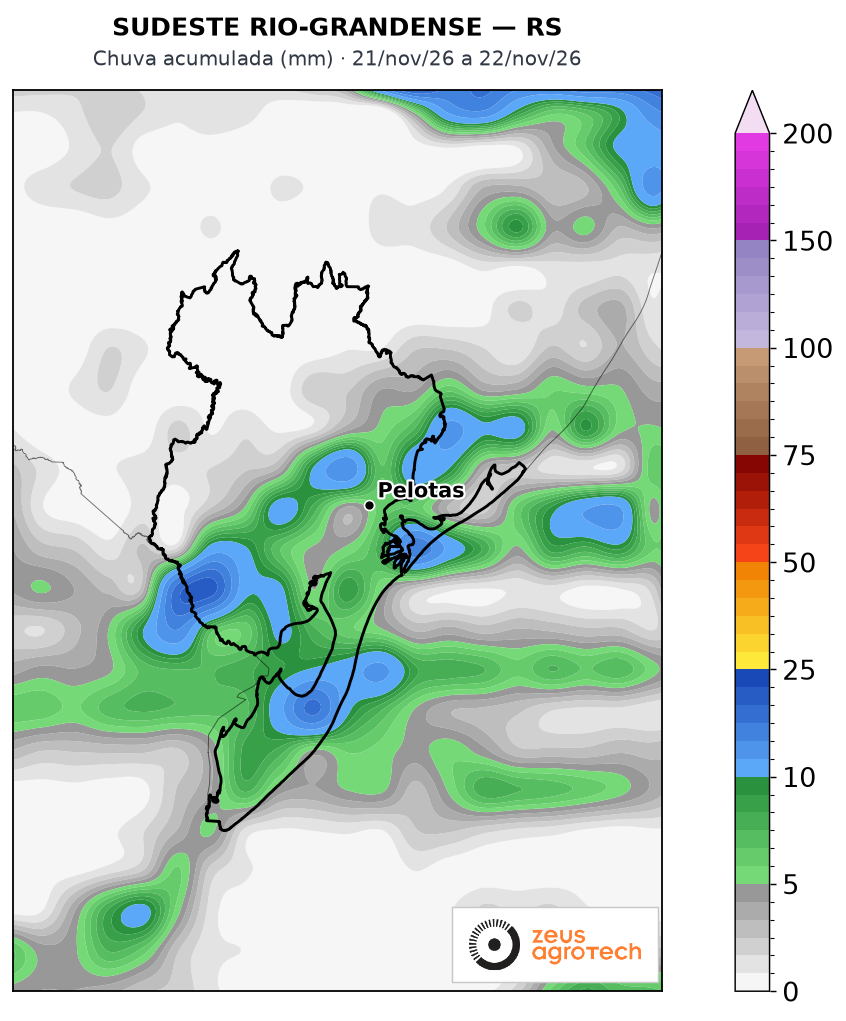 SUDESTE RIO-GRANDENSE — RS
Chuva acumulada (mm) · 21/nov/26 a 22/nov/26
200
150
100
75
50
25
10
5
0
Pelotas
zeus
agrotech